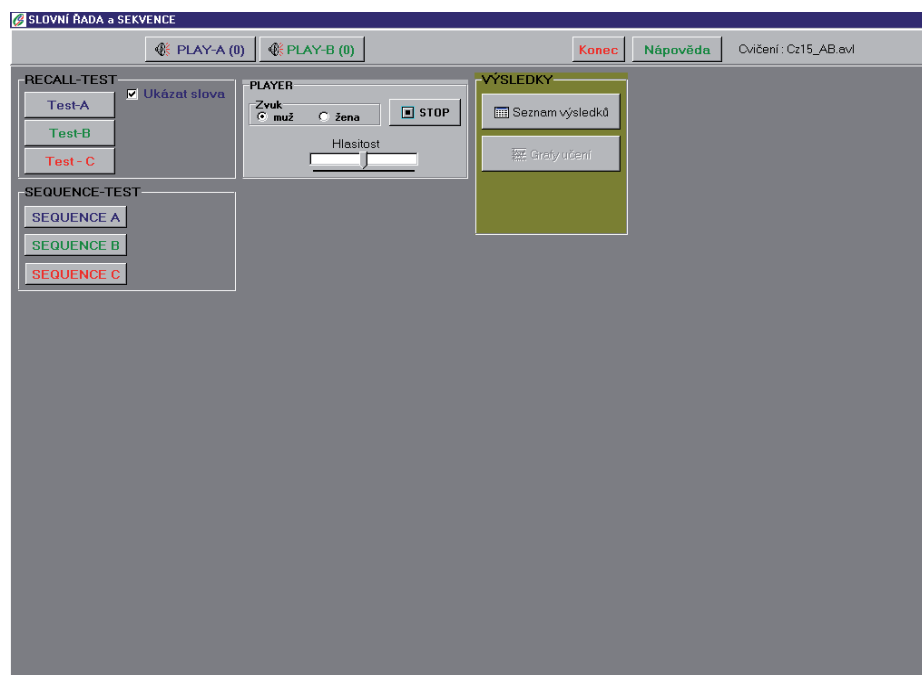 SLOVNÍ ŘADA a SEKVENCE
PLAY-A (0)
PLAY-B (0)
Konec
Nápověda
Cvičení : Cz15_AB.avl
RECALL-TEST
Test-A
Ukázat slova
Test-B
Test - C
SEQUENCE-TEST
SEQUENCE A
SEQUENCE B
SEQUENCE C
PLAYER
Zvuk
muž
žena
STOP
Hlasitost
VÝSLEDKY
Seznam výsledků
Grafy učení